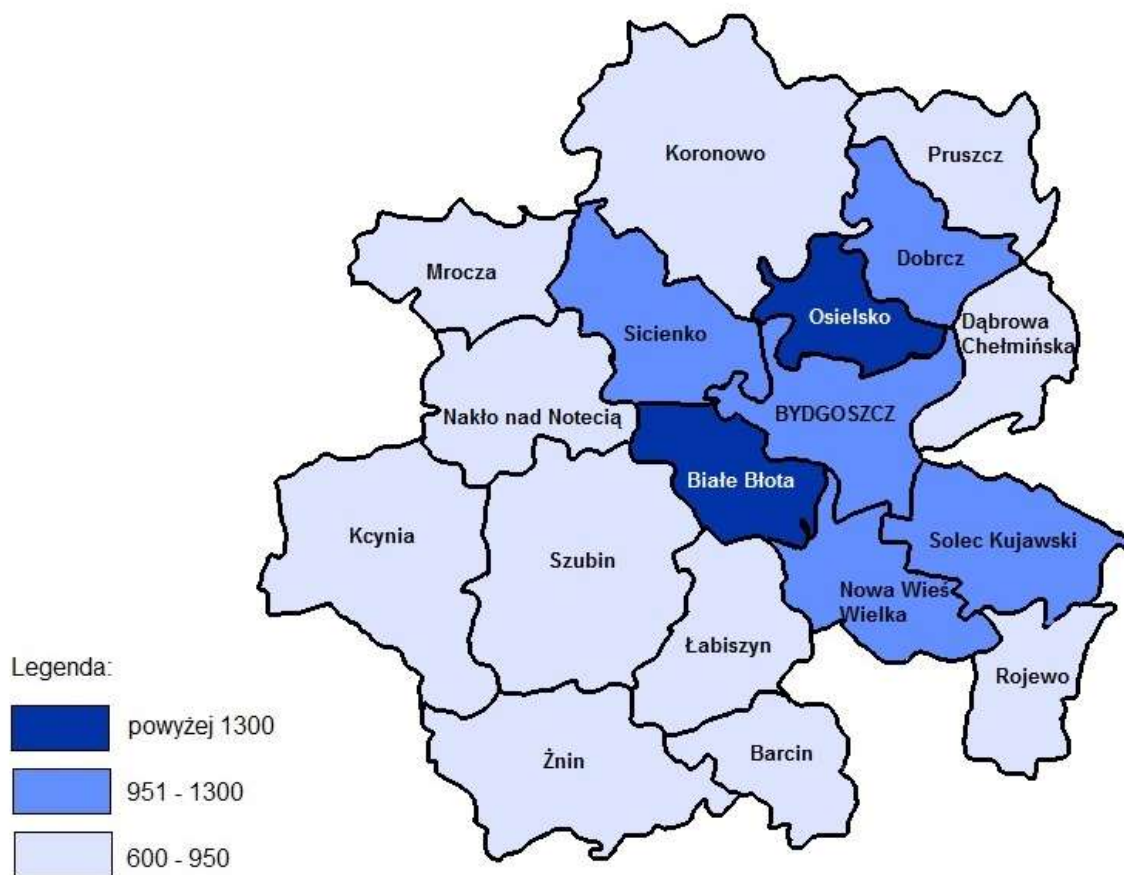 Koronowo
Pruszcz
Dobrcz
Mrocza
Osielsko
Dąbrowa
Chełmińska
Sicienko
BYDGOSZCZ
Nakło nad Notecią
Białe Błota
Kcynia
Solec Kujawski
Szubin
Nowa Wieś
Wielka
Łabiszyn
Rojewo
Żnin
Barcin
Legenda:
powyżej 1300
951 - 1300
600 - 950